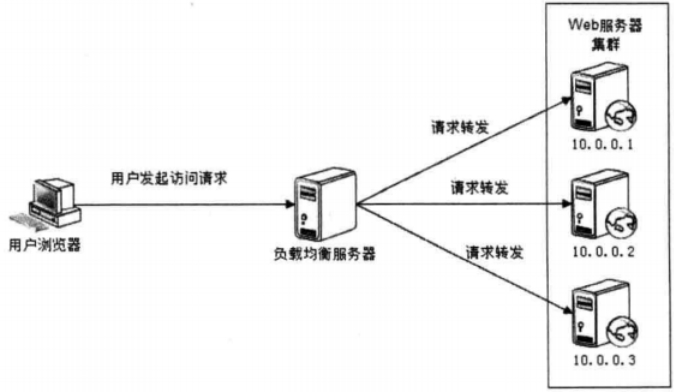 Web服务器
集群
请求转发
10.0.0.1
用户发起访问请求
请求转发
用户浏览器
负载均衡服务器
10.0.0.2
请求转发
10.0.0.3